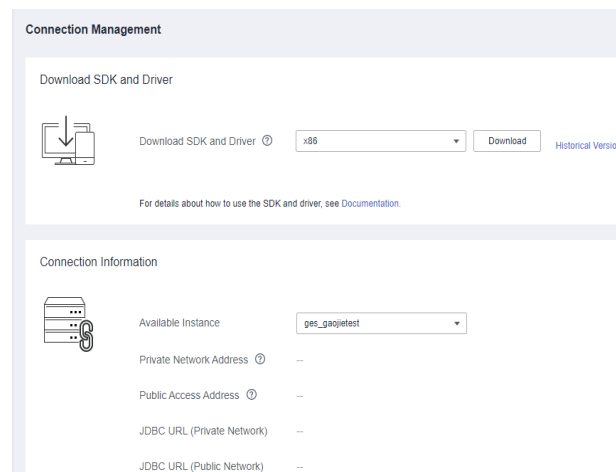 Connection Management
Download SDK and Driver
Download SDK and Driver ? x86 Download Historical Versio
For details about how to use the SDK and driver, see Documentation.
Connection Information
Available Instance ges_gaojietest
Private Network Address ? --
Public Access Address ? --
JDBC URL (Private Network) --
JDBC URL (Public Network) --